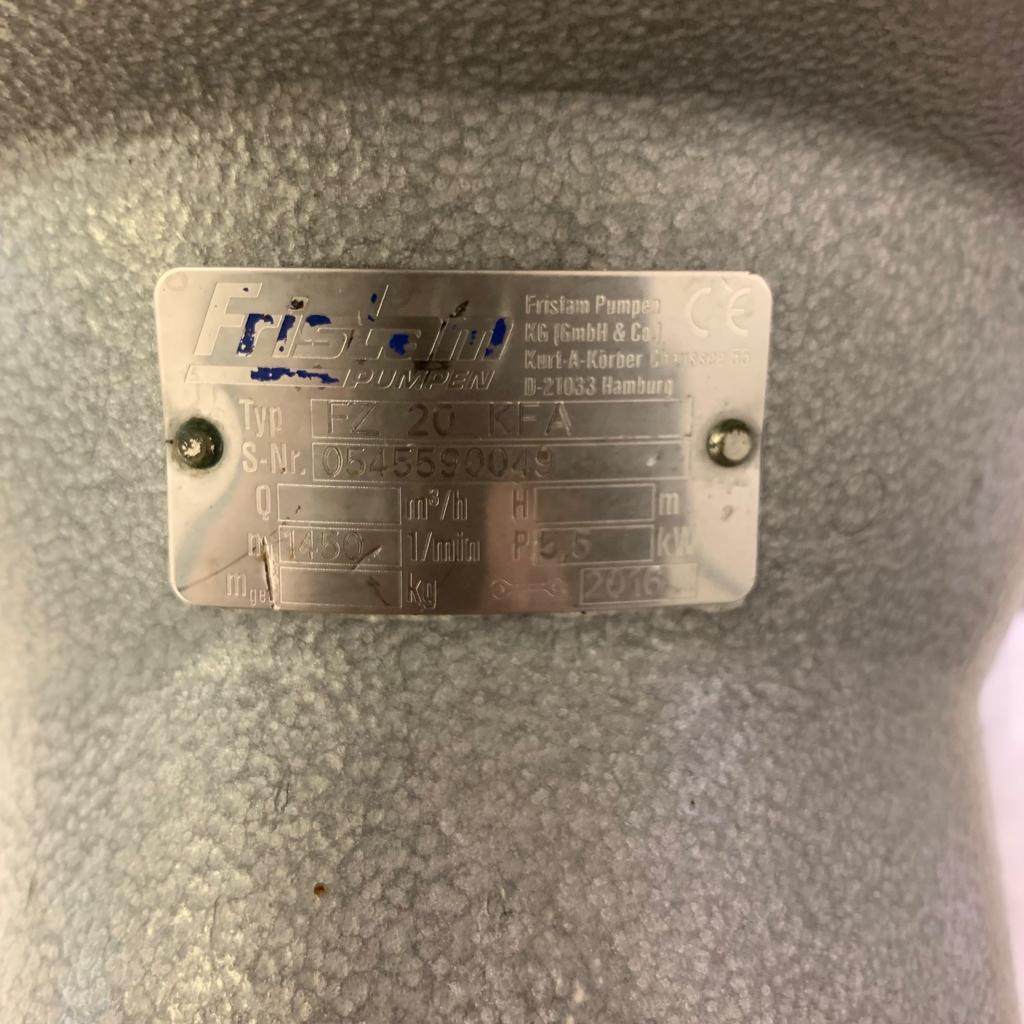 Fristam
PUMPEN
Fristam Pumpen
KG (GmbH & Co.)
Kurt-A-Körber Chaussee 55
D-21033 Hamburg
CE
Typ FZ 20 KFA
S-Nr. 0545590049
Q m³/h H m
n 1450 1/min P 5,5 kW
mges kg 2016